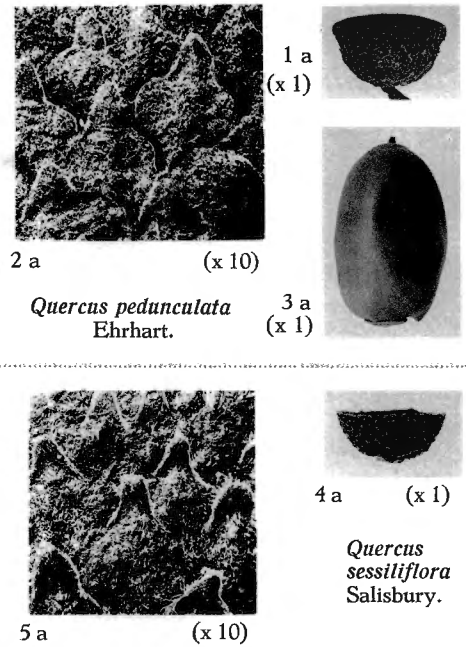 1 a
(x 1)
2 a (x 10)
Quercus pedunculata
Ehrhart.
3 a
(x 1)
4 a (x 1)
Quercus
sessiliflora
Salisbury.
5 a (x 10)